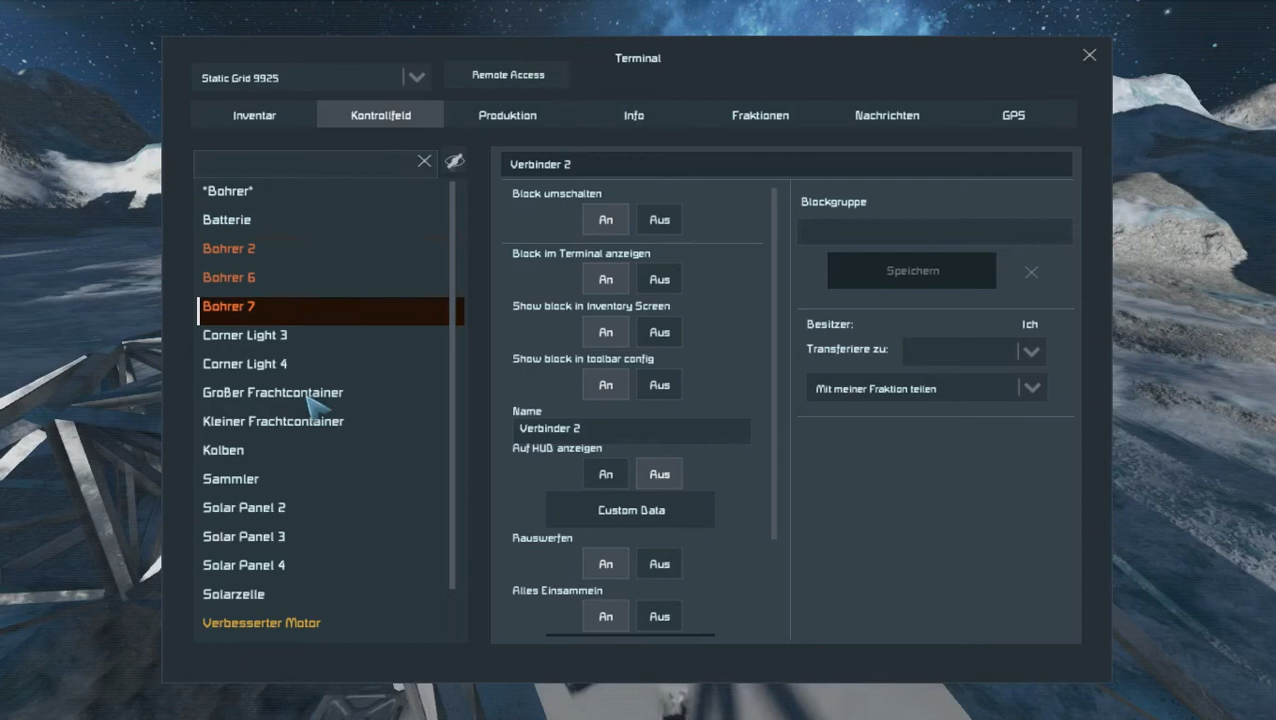 Terminal
Static Grid 9925
Remote Access
Inventar
Kontrollfeld
Produktion
Info
Fraktionen
Nachrichten
GPS
*Bohrer*
Batterie
Bohrer 2
Bohrer 6
Bohrer 7
Corner Light 3
Corner Light 4
Großer Frachtcontainer
Kleiner Frachtcontainer
Kolben
Sammler
Solar Panel 2
Solar Panel 3
Solar Panel 4
Solarzelle
Verbesserter Motor
Verbinder 2
Block umschalten
An Aus
Block im Terminal anzeigen
An Aus
Show block in Inventory Screen
An Aus
Show block in toolbar config
An Aus
Name
Verbinder 2
Auf HUD anzeigen
An Aus
Custom Data
Rauswerfen
An Aus
Alles Einsammeln
An Aus
Blockgruppe
Speichern
Besitzer: Ich
Transferiere zu:
Mit meiner Fraktion teilen